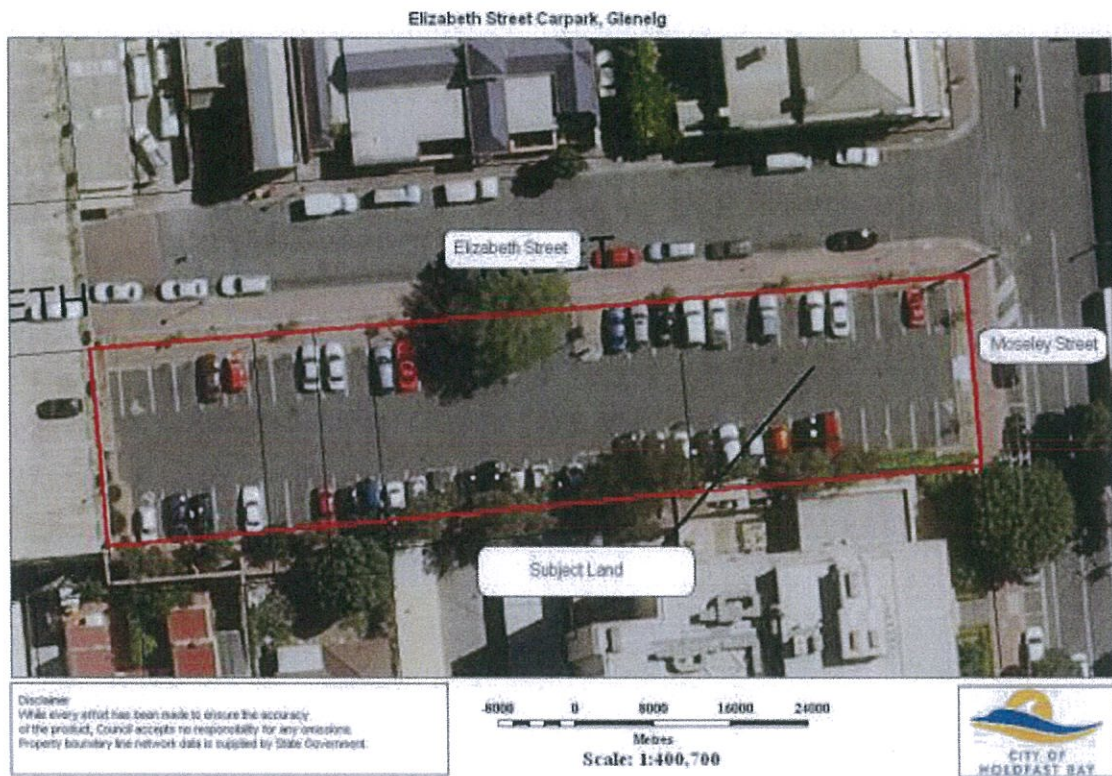 Elizabeth Street Carpark, Glenelg
Elizabeth Street
T
ETH
Moseley Street
Subject Land
Disclaimer
While every effort has been made to ensure the accuracy
of the product, Council accepts no responsibility for any omissions.
Property boundary line network data is supplied by State Government.
-8000 0 8000 16000 24000
Metres
Scale: 1:400,700
CITY OF
HOLDFAST BAY